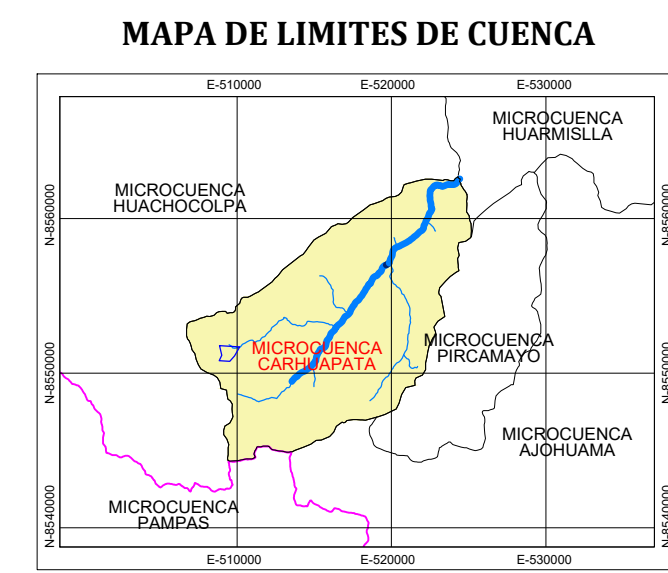 MAPA DE LIMITES DE CUENCA
E-510000
E-520000
E-530000
MICROCUENCA
HUARMISLLA
MICROCUENCA
HUACHOCOLPA
N-8560000
N-8560000
MICROCUENCA
CARHUAPATA
MICROCUENCA
PIRCAMAYO
N-8550000
N-8550000
MICROCUENCA
AJOHUAMA
MICROCUENCA
PAMPAS
N-8540000
N-8540000
E-510000
E-520000
E-530000